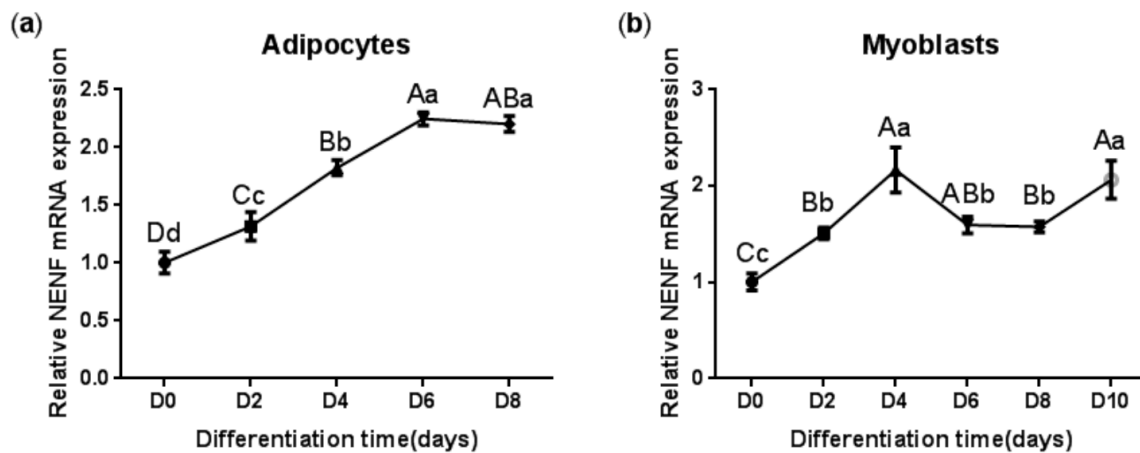 (a)
Adipocytes
Relative NENF mRNA expression
2.5
2.0
1.5
1.0
0.5
0.0
Dd
Cc
Bb
Aa
ABa
D0 D2 D4 D6 D8
Differentiation time(days)
(b)
Myoblasts
Relative NENF mRNA expression
3
2
1
0
Cc
Bb
Aa
ABb
Bb
Aa
D0 D2 D4 D6 D8 D10
Differentiation time(days)